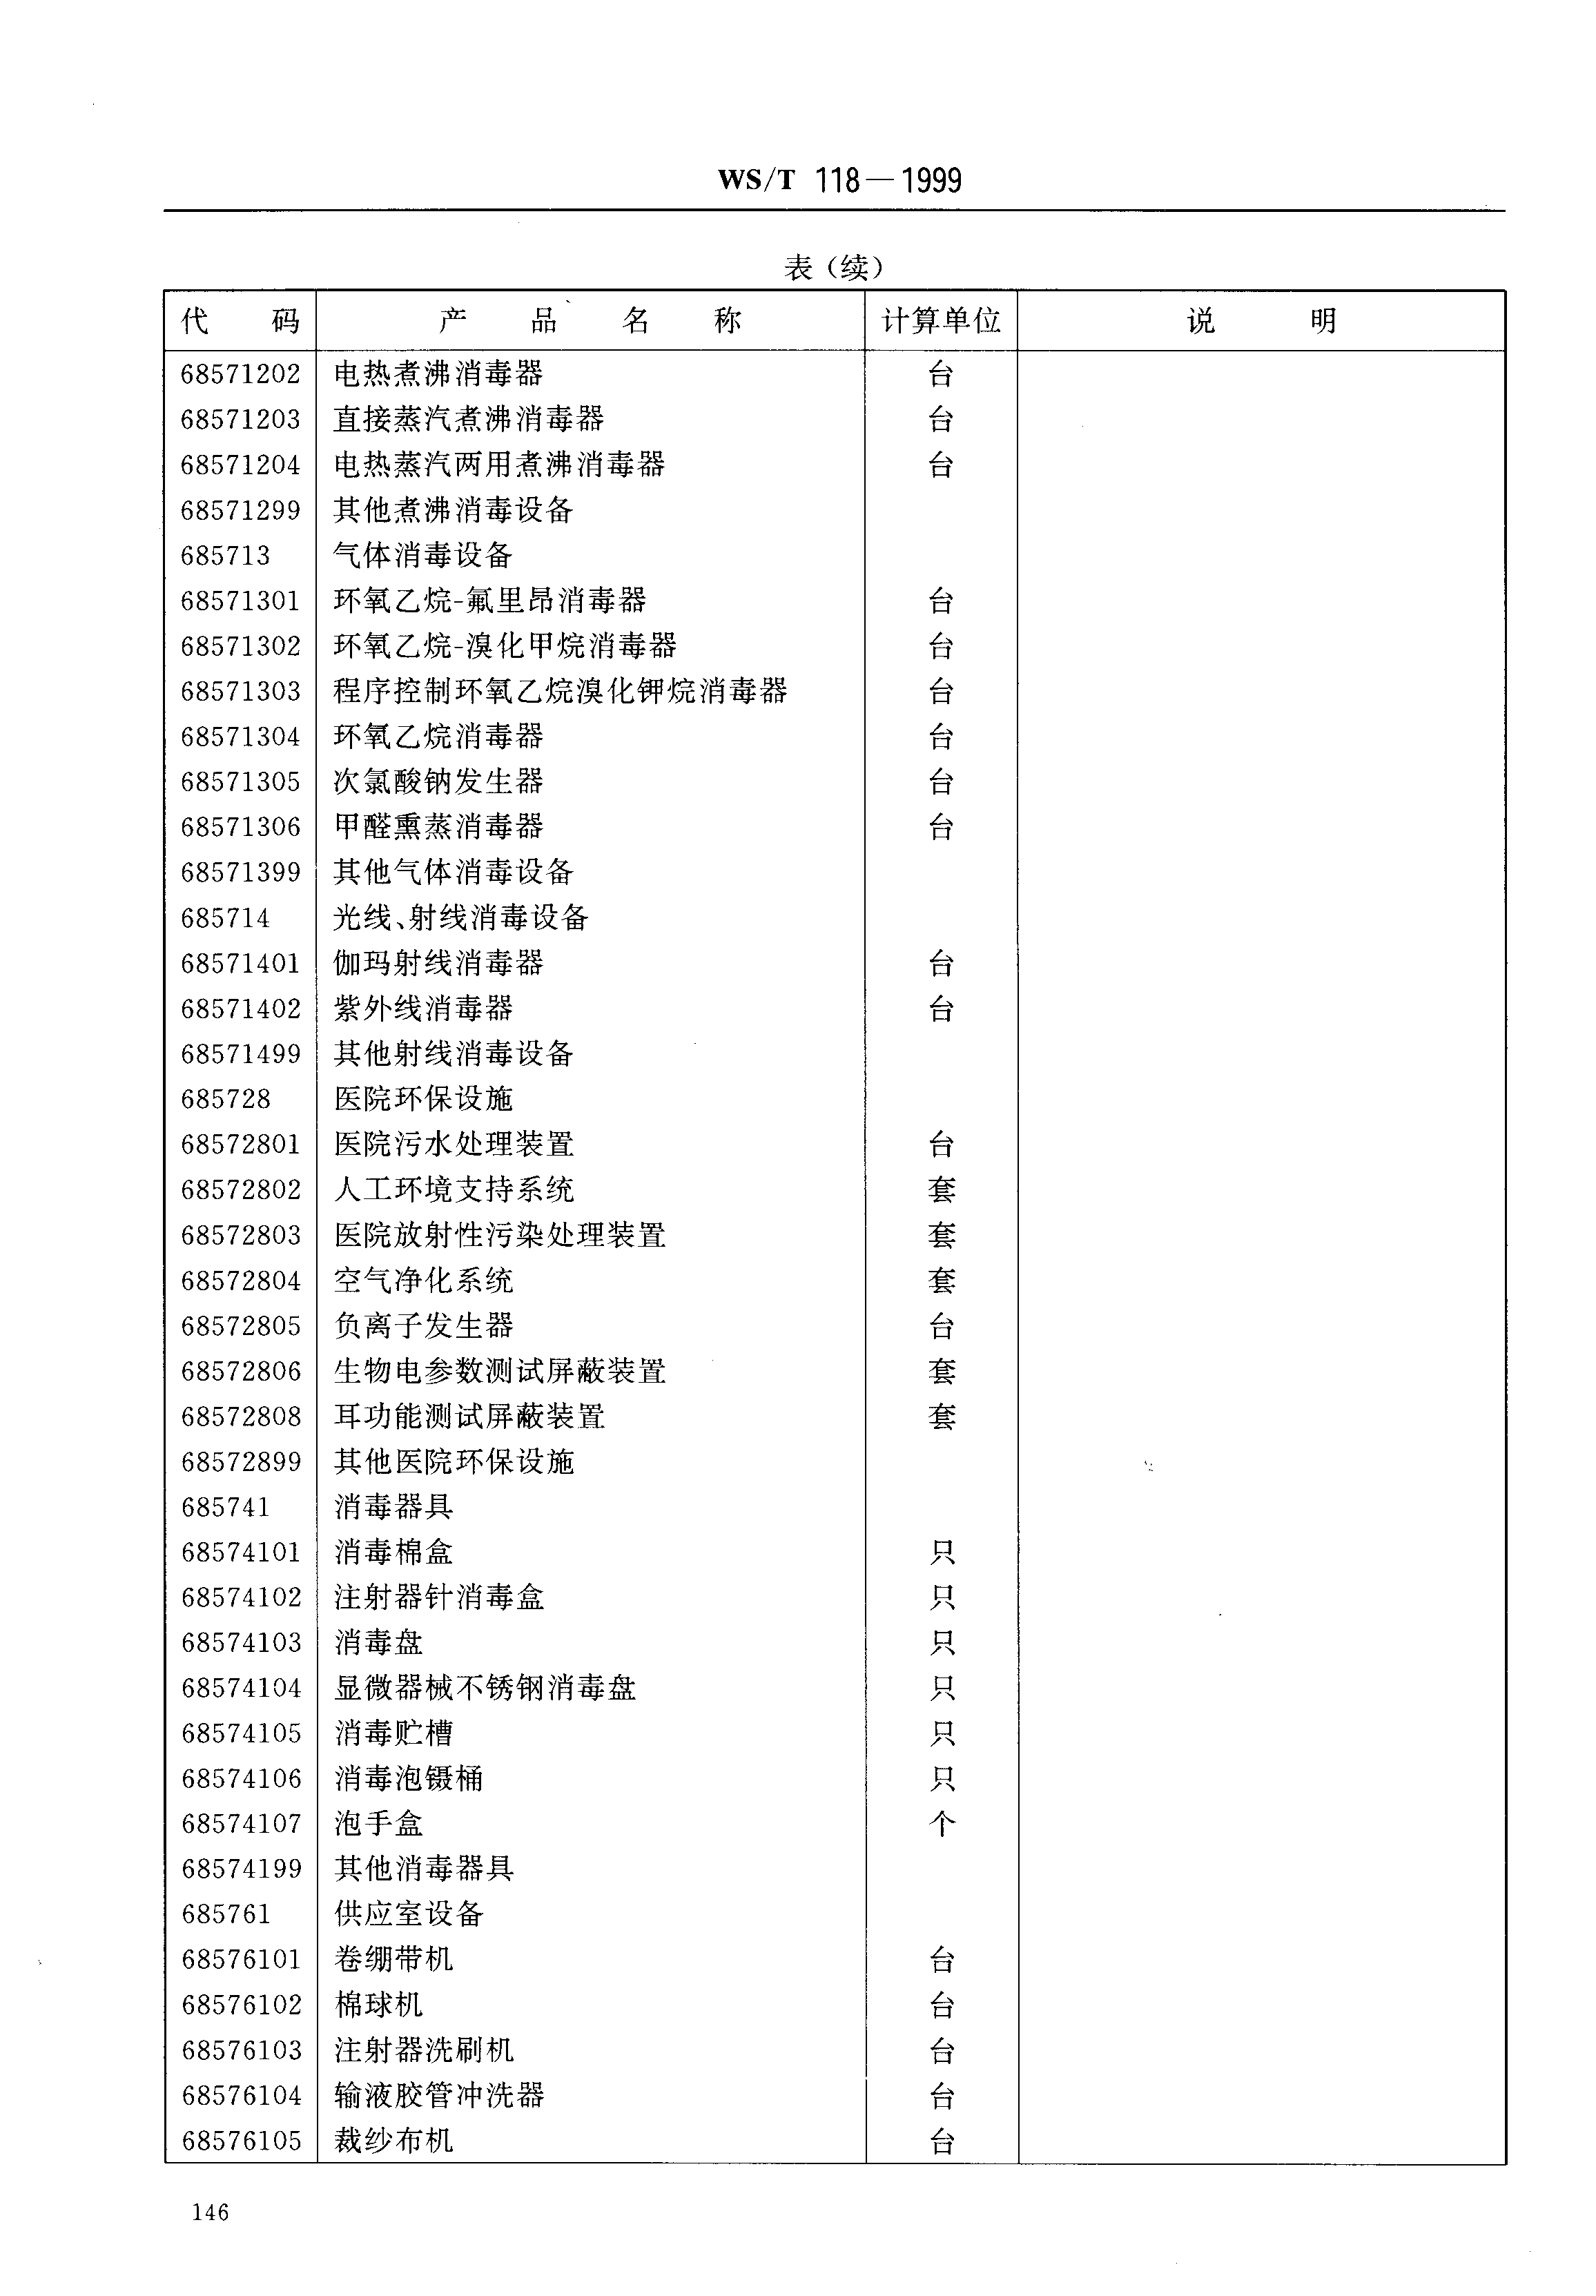 WS/T 118—1999
表（续）
代 码 产 品 名 称 计算单位 说 明
68571202 电热煮沸消毒器 台
68571203 直接蒸汽煮沸消毒器 台
68571204 电热蒸汽两用煮沸消毒器 台
68571299 其他煮沸消毒设备
685713 气体消毒设备
68571301 环氧乙烷-氟里昂消毒器 台
68571302 环氧乙烷-溴化甲烷消毒器 台
68571303 程序控制环氧乙烷溴化钾烷消毒器 台
68571304 环氧乙烷消毒器 台
68571305 次氯酸钠发生器 台
68571306 甲醛熏蒸消毒器 台
68571399 其他气体消毒设备
685714 光线、射线消毒设备
68571401 伽玛射线消毒器 台
68571402 紫外线消毒器 台
68571499 其他射线消毒设备
685728 医院环保设施
68572801 医院污水处理装置 台
68572802 人工环境支持系统 套
68572803 医院放射性污染处理装置 套
68572804 空气净化系统 套
68572805 负离子发生器 台
68572806 生物电参数测试屏蔽装置 套
68572808 耳功能测试屏蔽装置 套
68572899 其他医院环保设施
685741 消毒器具
68574101 消毒棉盒 只
68574102 注射器针消毒盒 只
68574103 消毒盘 只
68574104 显微器械不锈钢消毒盘 只
68574105 消毒贮槽 只
68574106 消毒泡镊桶 只
68574107 泡手盒 个
68574199 其他消毒器具
685761 供应室设备
68576101 卷绷带机 台
68576102 棉球机 台
68576103 注射器洗刷机 台
68576104 输液胶管冲洗器 台
68576105 裁纱布机 台
146